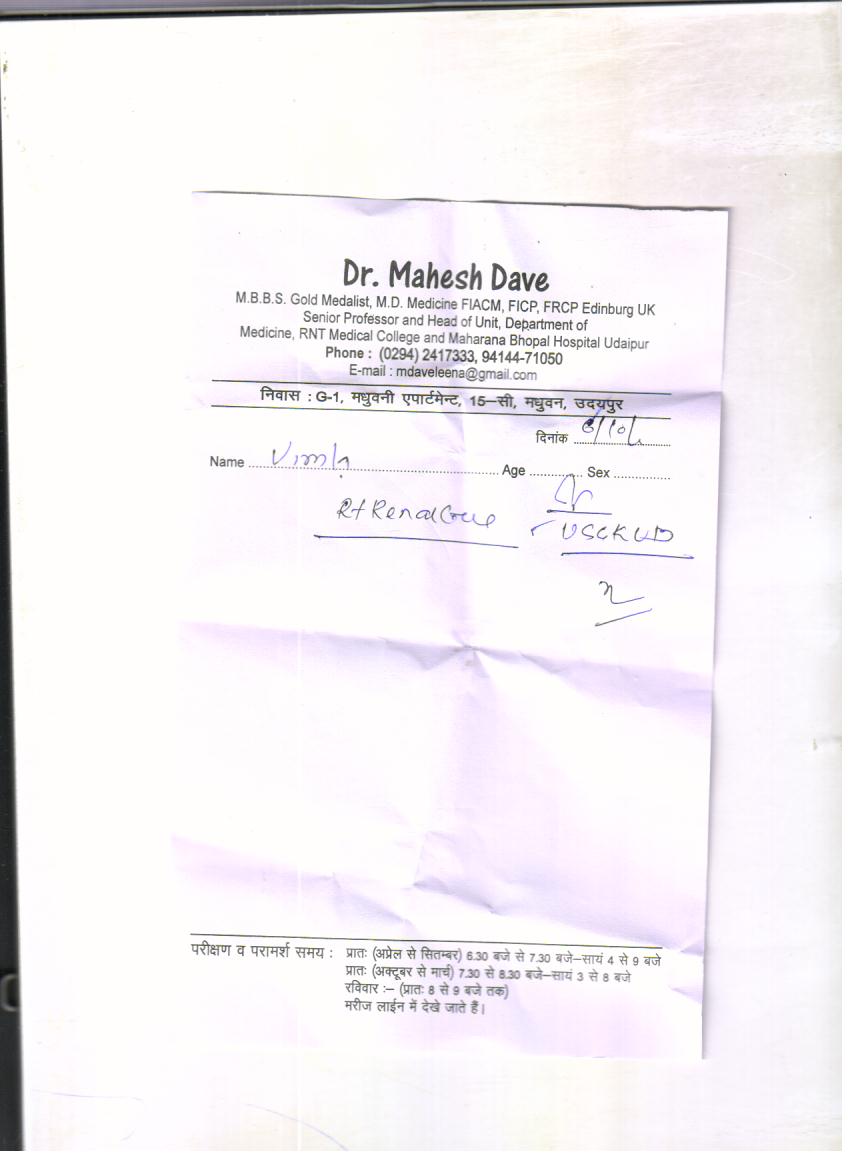 Dr. Mahesh Dave
M.B.B.S. Gold Medalist, M.D. Medicine FIACM, FICP, FRCP Edinburg UK
Senior Professor and Head of Unit, Department of
Medicine, RNT Medical College and Maharana Bhopal Hospital Udaipur
Phone : (0294) 2417333, 94144-71050
E-mail : mdaveleena@gmail.com
निवास : G-1, मधुवनी एपार्टमेन्ट, 15-सी, मधुवन, उदयपुर
दिनांक
Name Vimla Age Sex
Rt Renal
परीक्षण व परामर्श समय : प्रातः (अप्रेल से सितम्बर) 6.30 बजे से 7.30 बजे-सायं 4 से 9 बजे
प्रातः (अक्टूबर से मार्च) 7.30 से 8.30 बजे-सायं 3 से 8 बजे
रविवार :- (प्रातः 8 से 9 बजे तक)
मरीज लाईन में देखे जाते हैं।